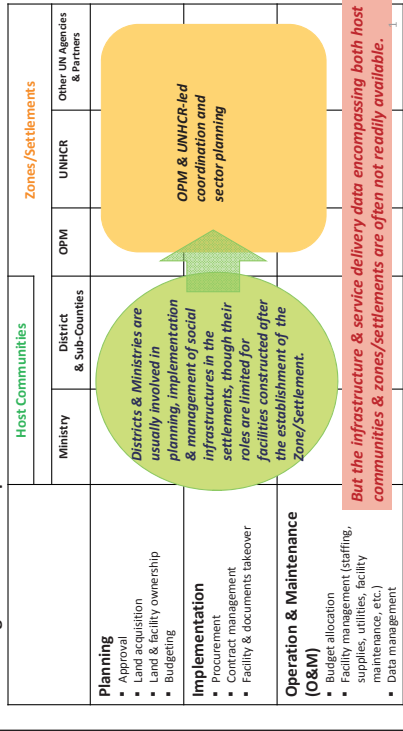 Host Communities
Zones/Settlements
Ministry
District
& Sub-Counties
OPM
UNHCR
Other UN Agencies
& Partners
Planning
▪ Approval
▪ Land acquisition
▪ Land & facility ownership
▪ Budgeting
Implementation
▪ Procurement
▪ Contract management
▪ Facility & documents takeover
Operation & Maintenance
(O&M)
▪ Budget allocation
▪ Facility management (staffing,
supplies, utilities, facility
maintenance, etc.)
▪ Data management
Districts & Ministries are
usually involved in
planning, implementation
& management of social
infrastructures in the
settlements, though their
roles are limited for
facilities constructed after
the establishment of the
Zone/Settlement.
OPM & UNHCR-led
coordination and
sector planning
But the infrastructure & service delivery data encompassing both host
communities & zones/settlements are often not readily available.
1